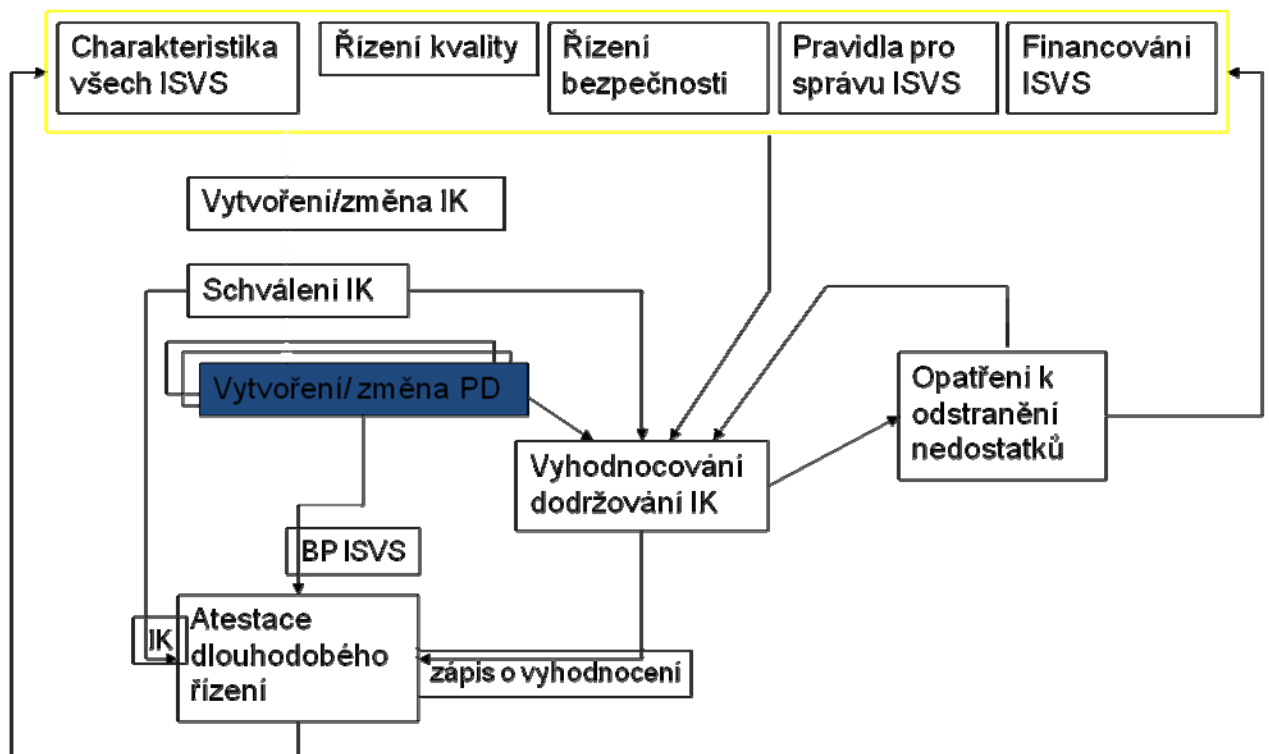 Charakteristika
všech ISVS
Řízení kvality
Řízení
bezpečnosti
Pravidla pro
správu ISVS
Financování
ISVS
Vytvoření/změna IK
Schválení IK
Vytvoření/ změna PD
Opatření k
odstranění
nedostatků
Vyhodnocování
dodržování IK
BP ISVS
IK
Atestace
dlouhodobého
řízení
zápis o vyhodnocení